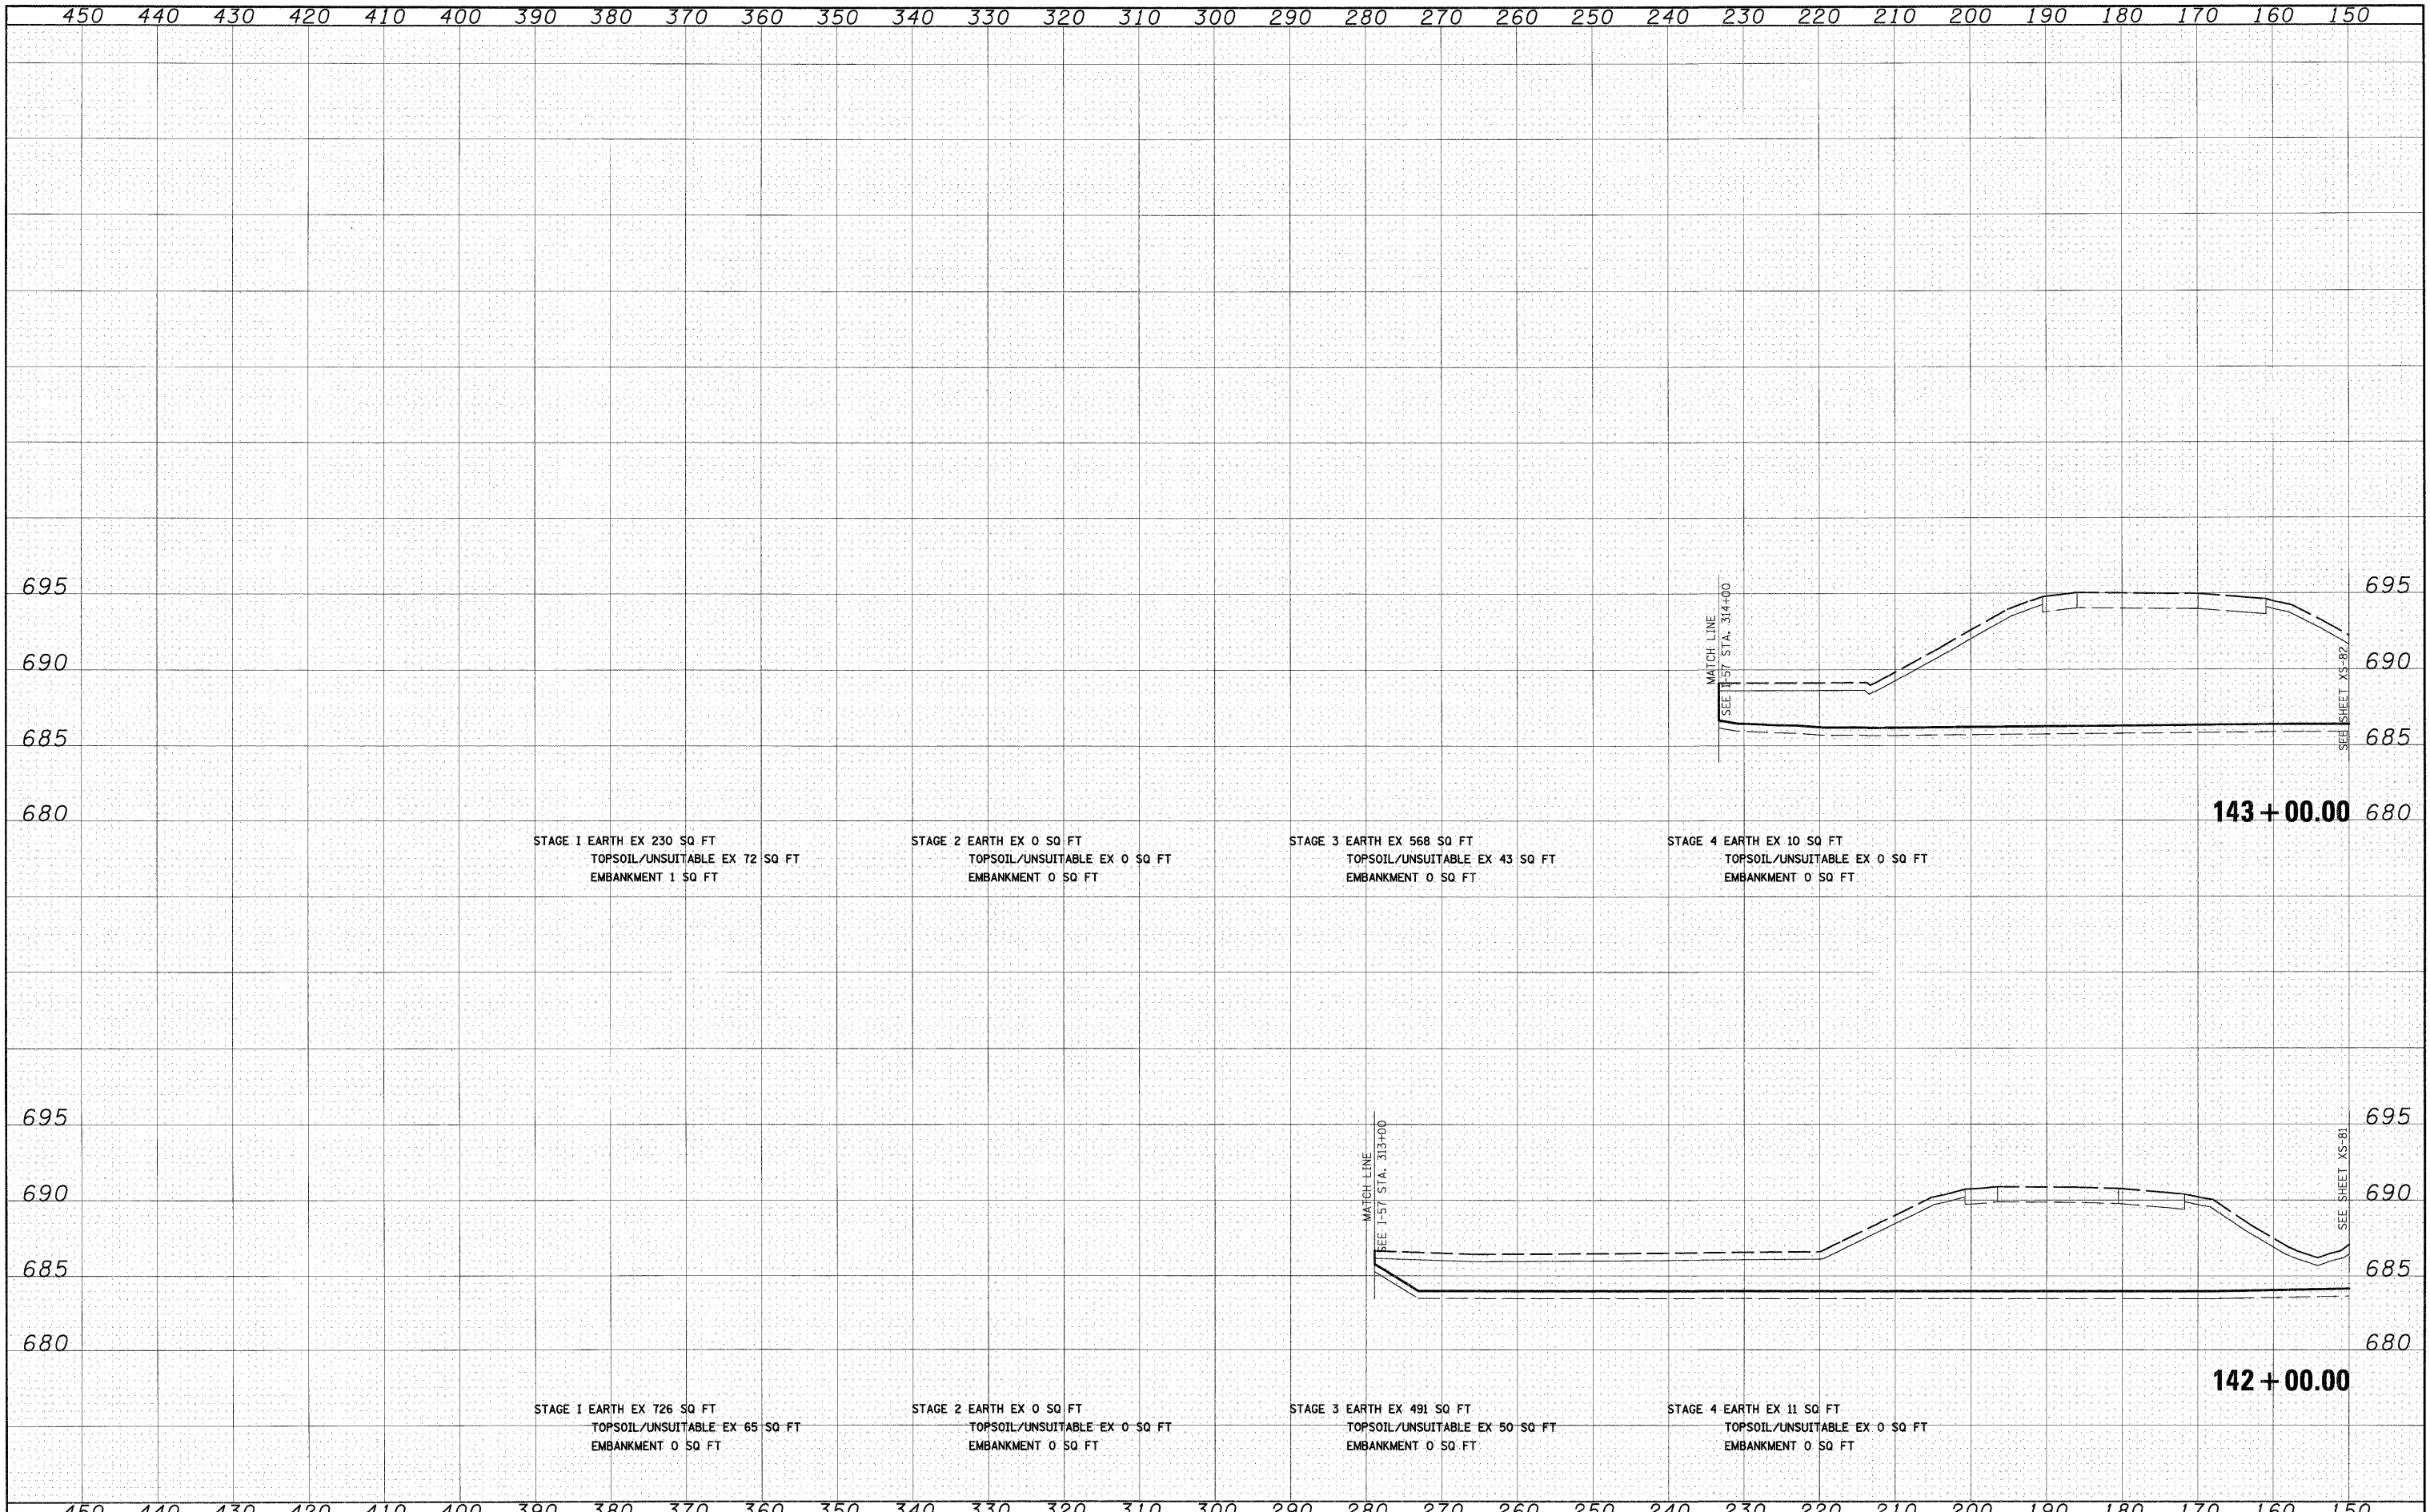 450 440 430 420 410 400 390 380 370 360 350 340 330 320 310 300 290 280 270 260 250 240 230 220 210 200 190 180 170 160 150
695 695
690 690
685 685
680 680
MATCH LINE
SEE I-57 STA. 314+00
SEE SHEET XS-82
143+00.00
STAGE 1 EARTH EX 230 SQ FT
TOPSOIL/UNSUITABLE EX 72 SQ FT
EMBANKMENT 1 SQ FT
STAGE 2 EARTH EX 0 SQ FT
TOPSOIL/UNSUITABLE EX 0 SQ FT
EMBANKMENT 0 SQ FT
STAGE 3 EARTH EX 568 SQ FT
TOPSOIL/UNSUITABLE EX 43 SQ FT
EMBANKMENT 0 SQ FT
STAGE 4 EARTH EX 10 SQ FT
TOPSOIL/UNSUITABLE EX 0 SQ FT
EMBANKMENT 0 SQ FT
695 695
690 690
685 685
680 680
MATCH LINE
SEE I-57 STA. 313+00
SEE SHEET XS-81
142+00.00
STAGE 1 EARTH EX 726 SQ FT
TOPSOIL/UNSUITABLE EX 65 SQ FT
EMBANKMENT 0 SQ FT
STAGE 2 EARTH EX 0 SQ FT
TOPSOIL/UNSUITABLE EX 0 SQ FT
EMBANKMENT 0 SQ FT
STAGE 3 EARTH EX 491 SQ FT
TOPSOIL/UNSUITABLE EX 50 SQ FT
EMBANKMENT 0 SQ FT
STAGE 4 EARTH EX 11 SQ FT
TOPSOIL/UNSUITABLE EX 0 SQ FT
EMBANKMENT 0 SQ FT
450 440 430 420 410 400 390 380 370 360 350 340 330 320 310 300 290 280 270 260 250 240 230 220 210 200 190 180 170 160 150